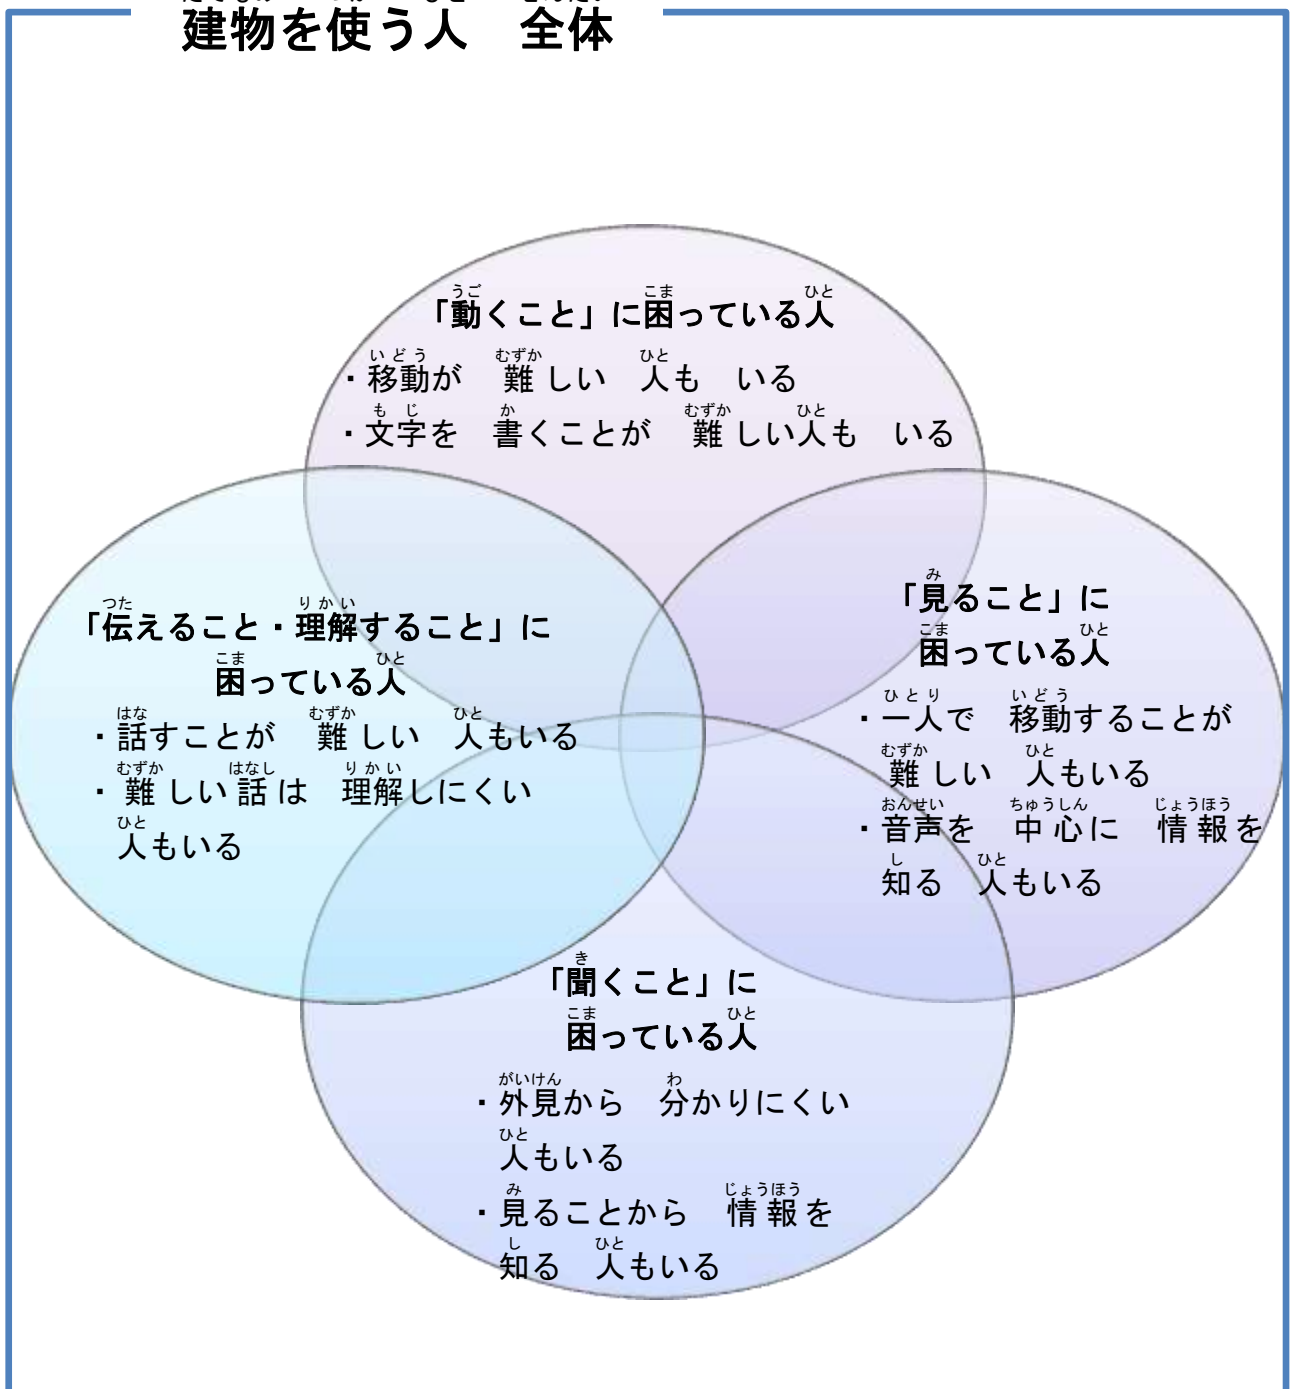 建物を使う人　全体
「動くこと」に困っている人
・移動が　難しい　人も　いる
・文字を　書くことが　難しい人も　いる
「伝えること・理解すること」に
困っている人
・話すことが　難しい　人もいる
・難しい話は　理解しにくい
人もいる
「見ること」に
困っている人
・一人で　移動することが
難しい　人もいる
・音声を　中心に　情報を
知る　人もいる
「聞くこと」に
困っている人
・外見から　分かりにくい
人もいる
・見ることから　情報を
知る　人もいる